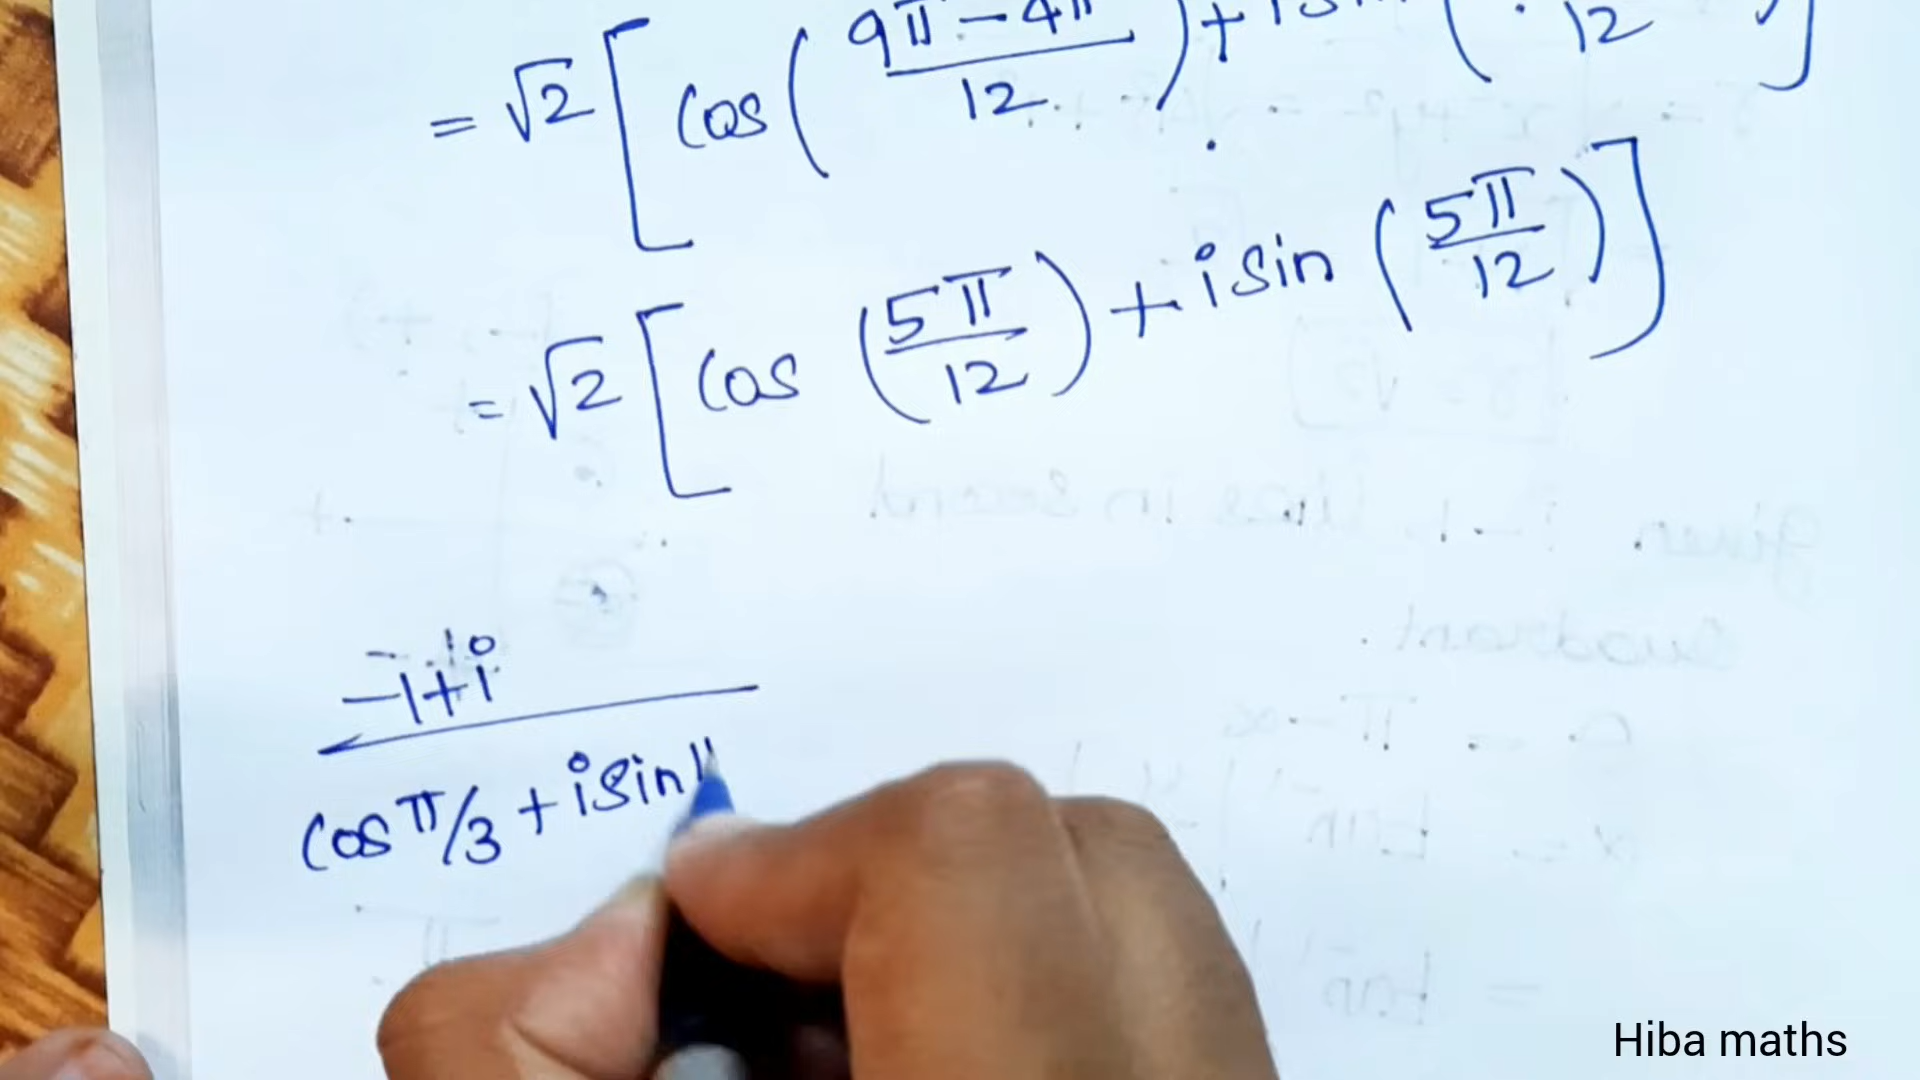 = √2 [ cos ( 9π - 4π / 12 ) + i
12 ) ]
= √2 [ cos ( 5π / 12 ) + i sin ( 5π / 12 ) ]
-1+i
cos π/3 + i sin
Hiba maths